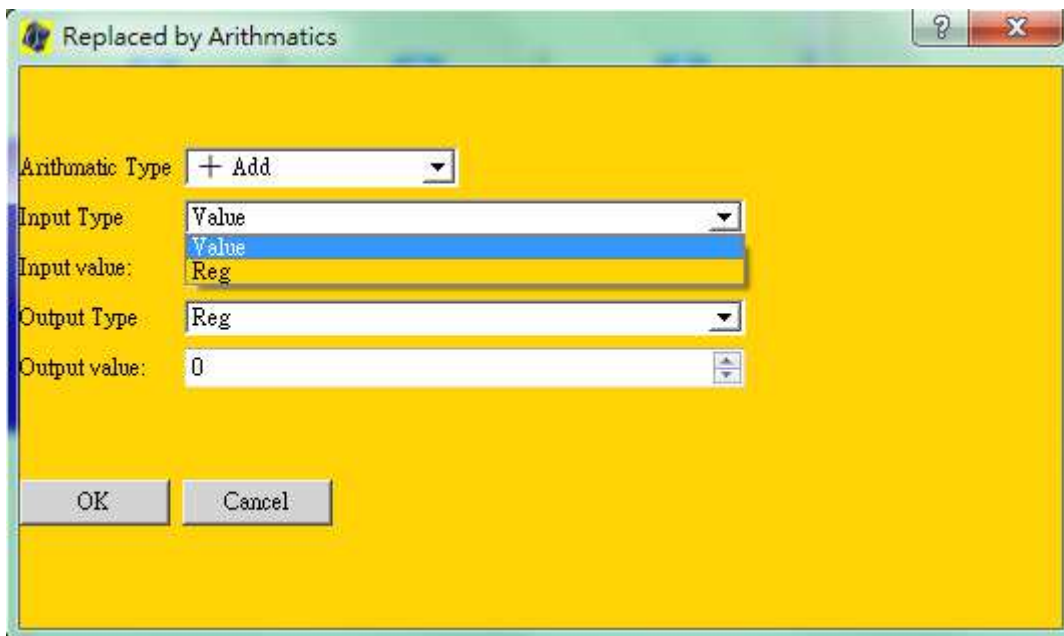 Replaced by Arithmatics
Arithmatic Type + Add
Input Type Value
Value
Input value: Reg
Output Type Reg
Output value: 0
OK Cancel